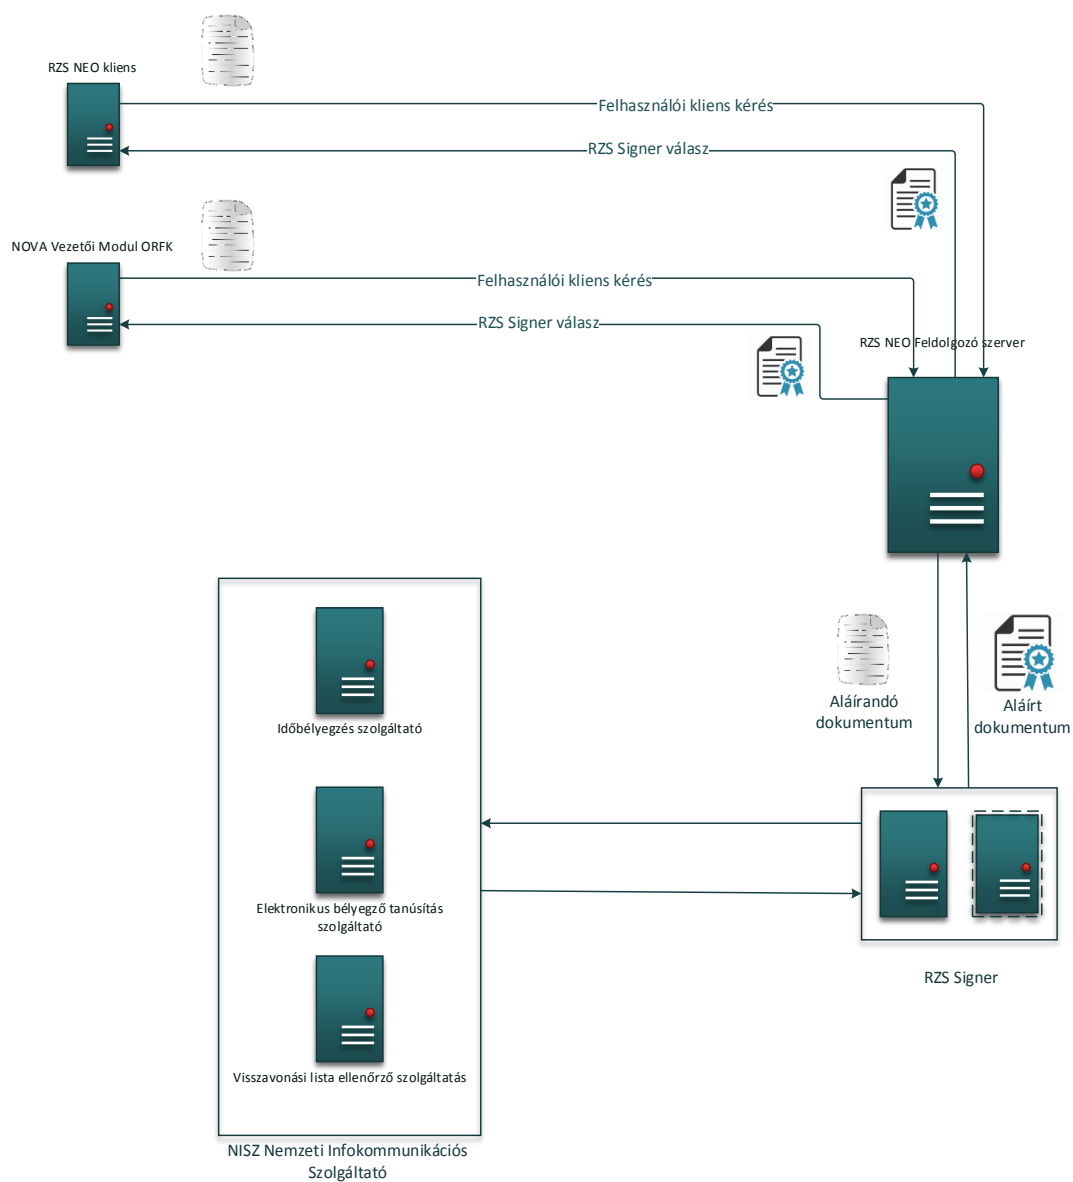 RZS NEO kliens
Felhasználói kliens kérés
RZS Signer válasz
NOVA Vezetői Modul ORFK
Felhasználói kliens kérés
RZS Signer válasz
RZS NEO Feldolgozó szerver
Aláírandó
dokumentum
Aláírt
dokumentum
Időbélyegzés szolgáltató
Elektronikus bélyegző tanúsítás
szolgáltató
RZS Signer
Visszavonási lista ellenőrző szolgáltatás
NISZ Nemzeti Infokommunikációs
Szolgáltató